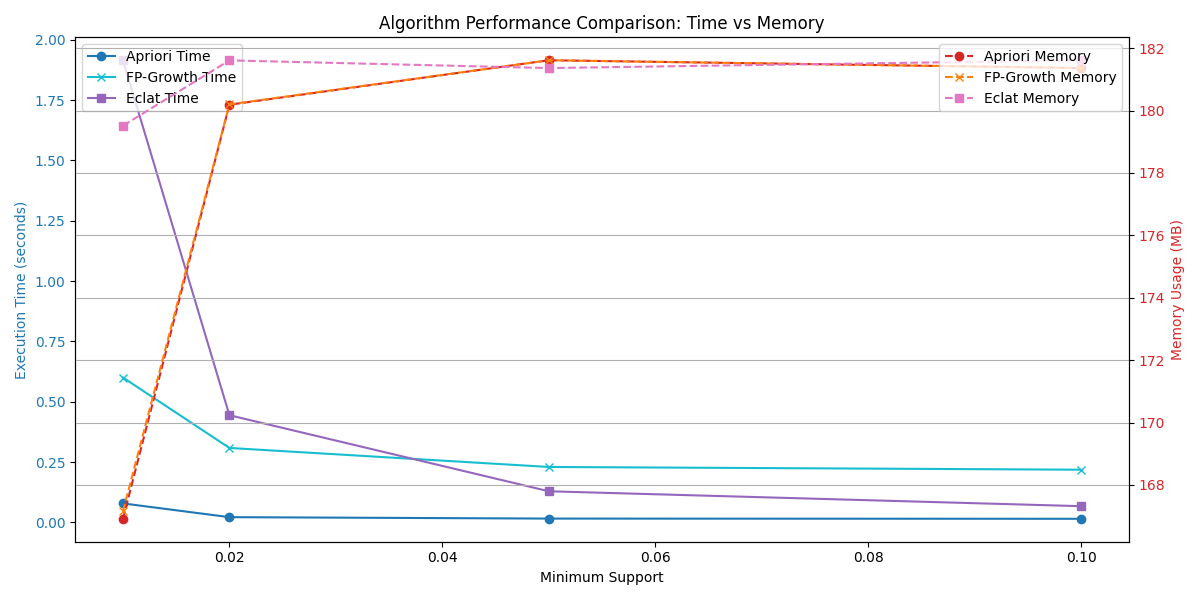 Algorithm Performance Comparison: Time vs Memory
Apriori Time
FP-Growth Time
Eclat Time
Apriori Memory
FP-Growth Memory
Eclat Memory
Execution Time (seconds)
2.00
1.75
1.50
1.25
1.00
0.75
0.50
0.25
0.00
182
180
178
176
174
172
170
168
Memory Usage (MB)
0.02
0.04
0.06
0.08
0.10
Minimum Support